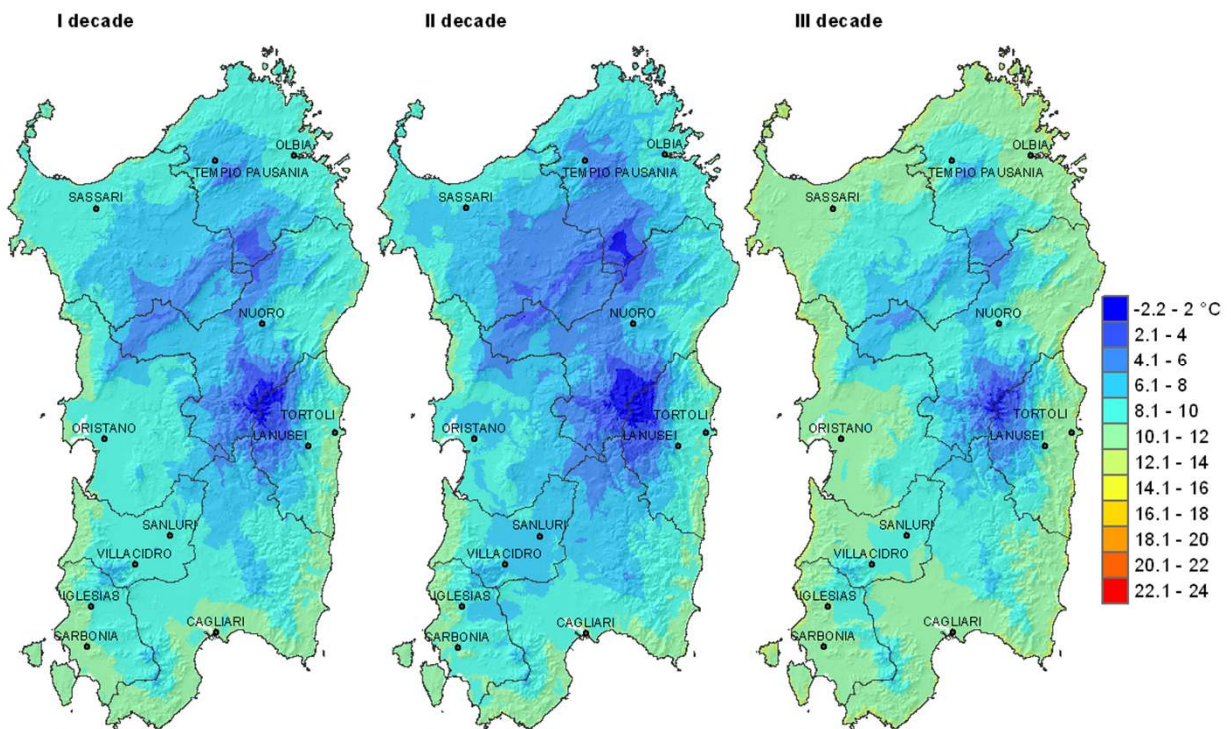 I decade
II decade
III decade
OLBIA
TEMPIO PAUSANIA
SASSARI
NUORO
TORTOLI
ORISTANO
LANUSEI
SANLURI
VILLACIDRO
IGLESIAS
CAGLIARI
CARBONIA
OLBIA
TEMPIO PAUSANIA
SASSARI
NUORO
TORTOLI
ORISTANO
LANUSEI
SANLURI
VILLACIDRO
IGLESIAS
CAGLIARI
CARBONIA
OLBIA
TEMPIO PAUSANIA
SASSARI
NUORO
TORTOLI
ORISTANO
LANUSEI
SANLURI
VILLACIDRO
IGLESIAS
CAGLIARI
CARBONIA
-2.2 - 2 °C
2.1 - 4
4.1 - 6
6.1 - 8
8.1 - 10
10.1 - 12
12.1 - 14
14.1 - 16
16.1 - 18
18.1 - 20
20.1 - 22
22.1 - 24